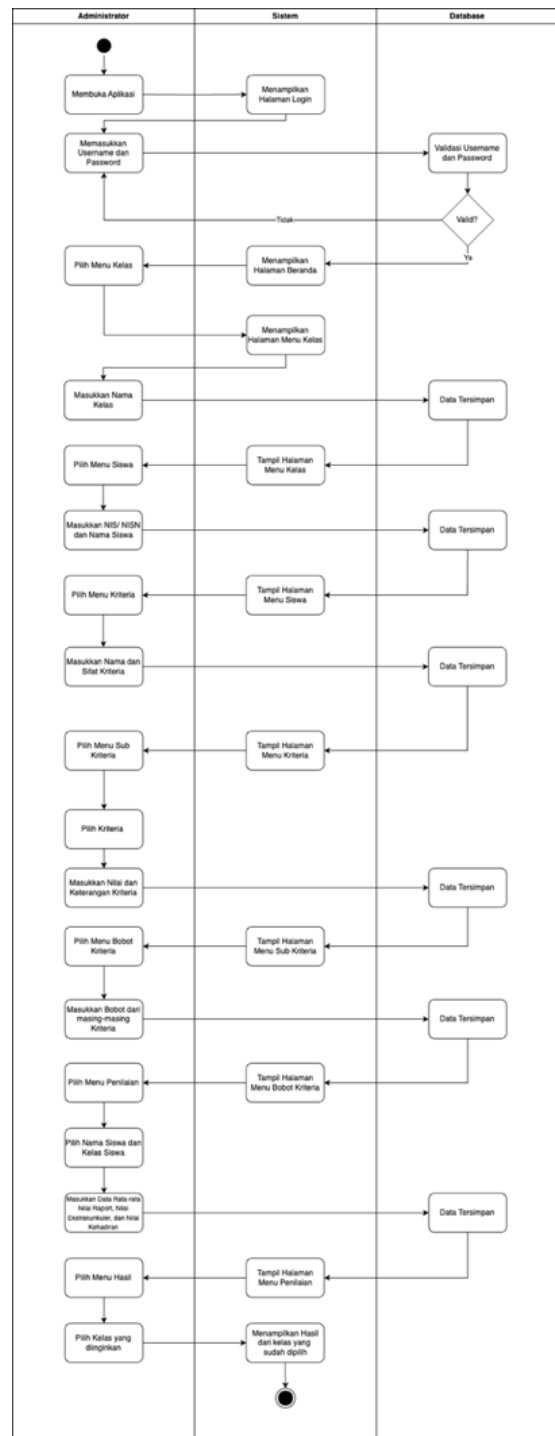 Administrator
Sistem
Database
Membuka Aplikasi
Menampilkan
Halaman Login
Memasukkan
Username dan
Password
Validasi Username
dan Password
Valid?
Tidak
Ya
Menampilkan
Halaman Beranda
Pilih Menu Kelas
Menampilkan
Halaman Menu Kelas
Masukkan Nama
Kelas
Data Tersimpan
Tampil Halaman
Menu Kelas
Pilih Menu Siswa
Masukkan NIS/ NISN
dan Nama Siswa
Data Tersimpan
Tampil Halaman
Menu Siswa
Pilih Menu Kriteria
Masukkan Nama dan
Sifat Kriteria
Data Tersimpan
Tampil Halaman
Menu Kriteria
Pilih Menu Sub
Kriteria
Pilih Kriteria
Masukkan Nilai dan
Keterangan Kriteria
Data Tersimpan
Tampil Halaman
Menu Sub Kriteria
Pilih Menu Bobot
Kriteria
Masukkan Bobot dari
masing-masing
Kriteria
Data Tersimpan
Tampil Halaman
Menu Bobot Kriteria
Pilih Menu Penilaian
Pilih Nama Siswa dan
Kelas Siswa
Masukkan Data Rata-rata
Nilai Raport, Nilai
Ekstrakurikuler, dan Nilai
Kehadiran
Data Tersimpan
Tampil Halaman
Menu Penilaian
Pilih Menu Hasil
Pilih Kelas yang
diinginkan
Menampilkan Hasil
dari kelas yang
sudah dipilih